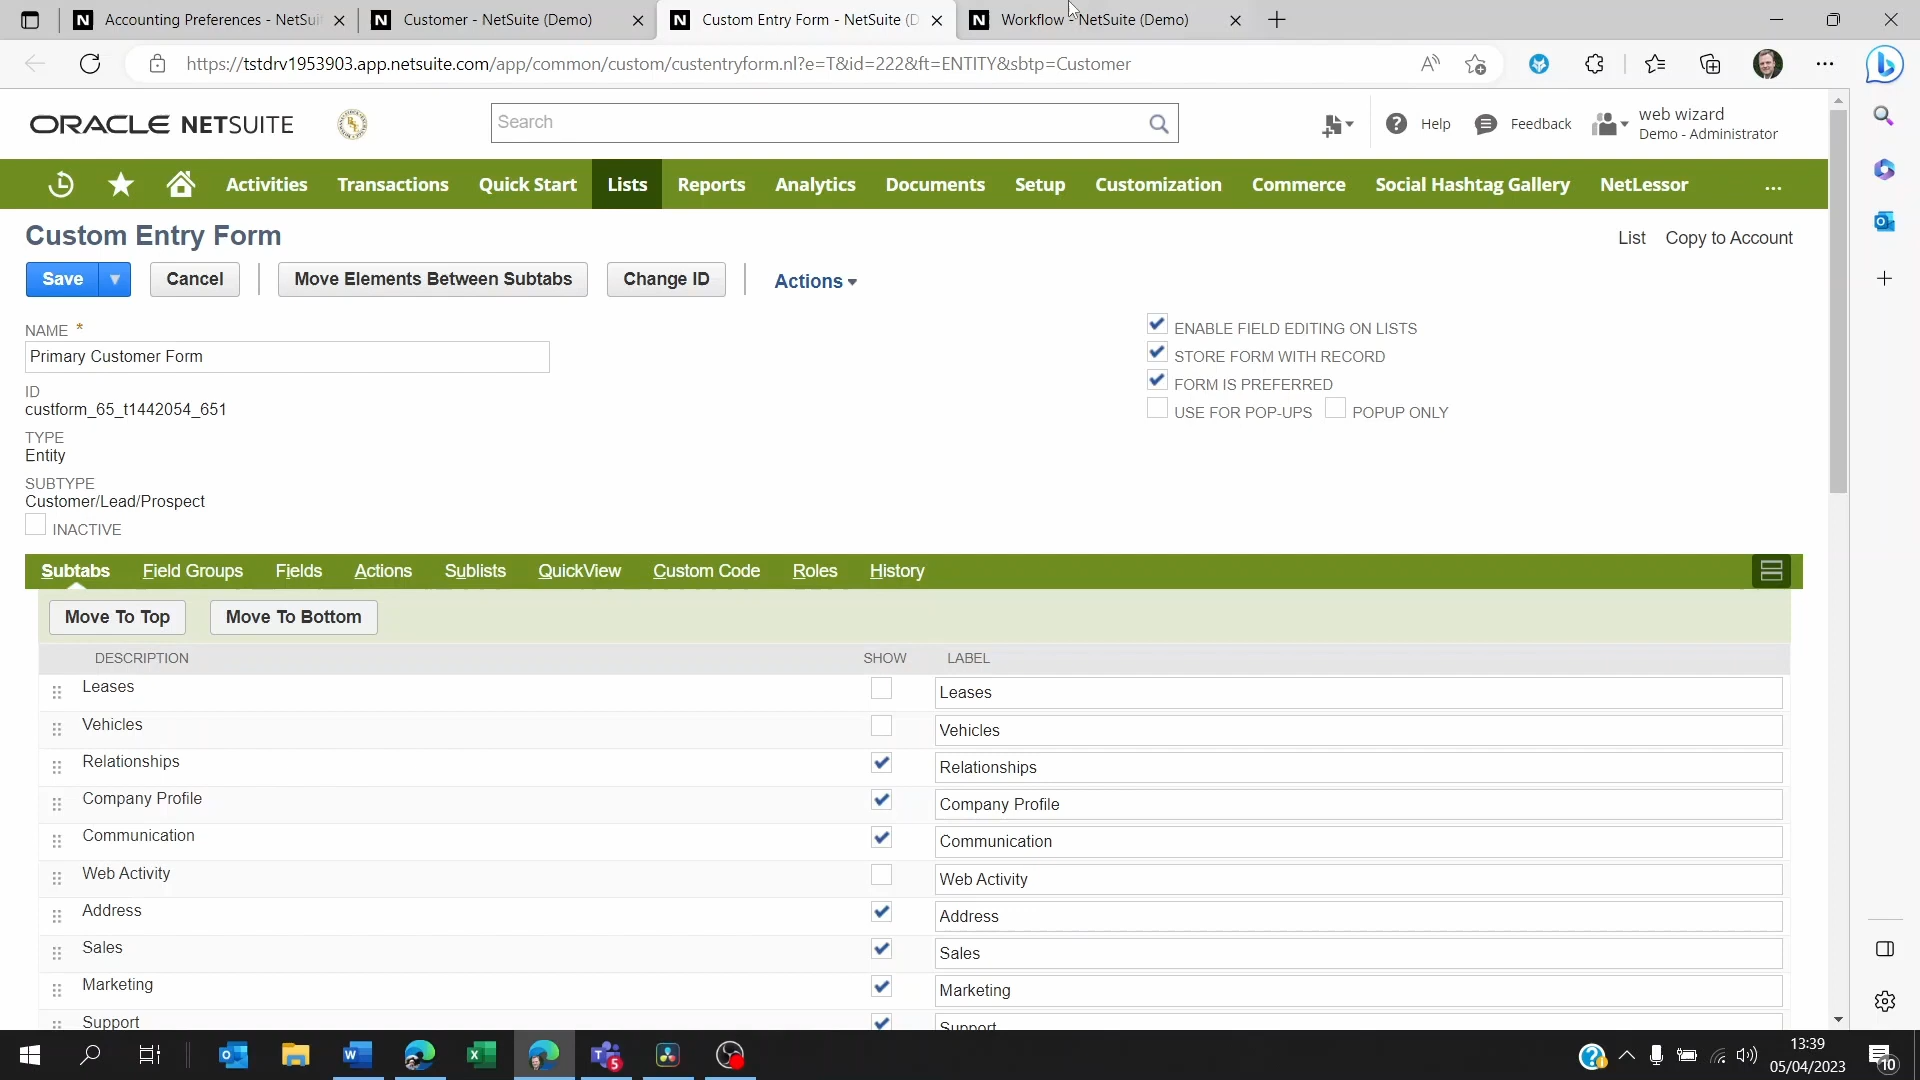 Accounting Preferences - NetSui
Customer - NetSuite (Demo)
Custom Entry Form - NetSuite (D
Workflow - NetSuite (Demo)
https://tstdrv1953903.app.netsuite.com/app/common/custom/custentryform.nl?e=T&id=222&ft=ENTITY&sbtp=Customer
ORACLE NETSUITE
Search
Help
Feedback
web wizard
Demo - Administrator
Activities
Transactions
Quick Start
Lists
Reports
Analytics
Documents
Setup
Customization
Commerce
Social Hashtag Gallery
NetLessor
...
Custom Entry Form
List
Copy to Account
Save
Cancel
Move Elements Between Subtabs
Change ID
Actions
NAME *
Primary Customer Form
ID
custform_65_t1442054_651
TYPE
Entity
SUBTYPE
Customer/Lead/Prospect
INACTIVE
ENABLE FIELD EDITING ON LISTS
STORE FORM WITH RECORD
FORM IS PREFERRED
USE FOR POP-UPS
POPUP ONLY
Subtabs
Field Groups
Fields
Actions
Sublists
QuickView
Custom Code
Roles
History
Move To Top
Move To Bottom
DESCRIPTION SHOW LABEL
Leases Leases
Vehicles Vehicles
Relationships Relationships
Company Profile Company Profile
Communication Communication
Web Activity Web Activity
Address Address
Sales Sales
Marketing Marketing
Support Support
13:39
05/04/2023
5
10